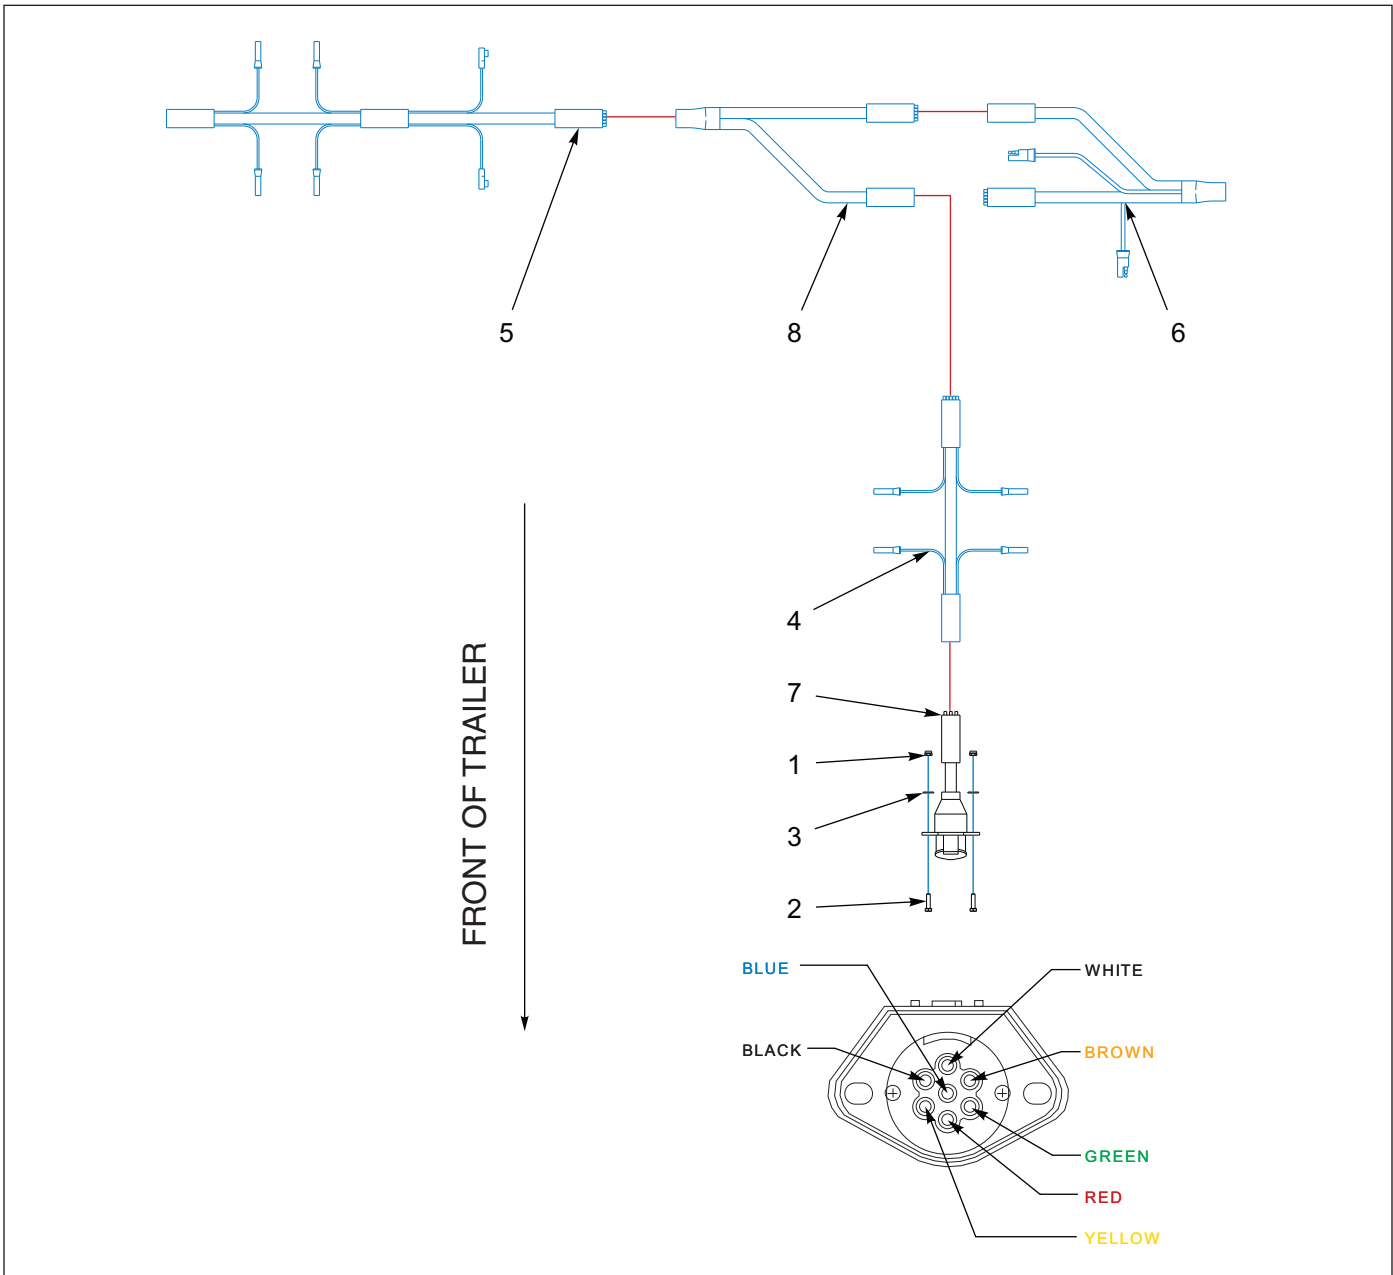 5
8
6
4
FRONT OF TRAILER
7
1
3
2
BLUE
WHITE
BLACK
BROWN
GREEN
RED
YELLOW